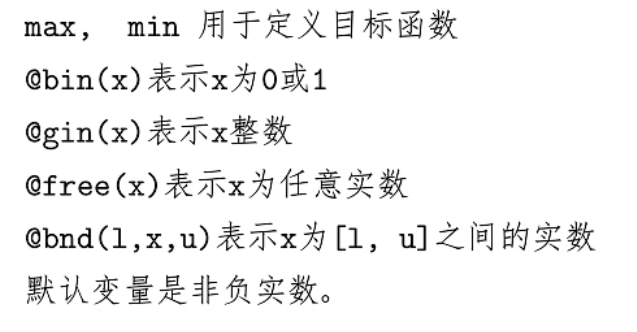 max, min 用于定义目标函数
@bin(x)表示x为0或1
@gin(x)表示x整数
@free(x)表示x为任意实数
@bnd(l,x,u)表示x为[l, u]之间的实数
默认变量是非负实数。